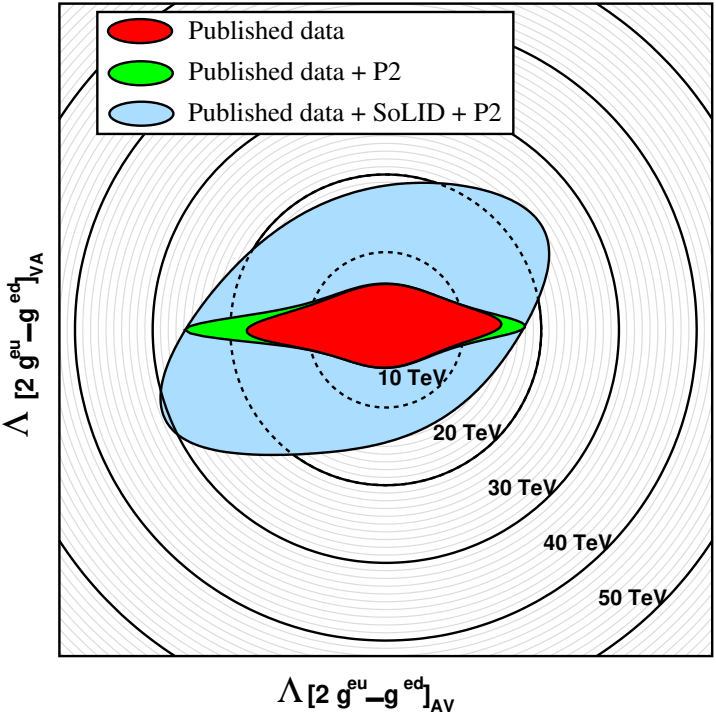 Published data
Published data + P2
Published data + SoLID + P2
10 TeV
20 TeV
30 TeV
40 TeV
50 TeV
Λ [2 g^eu – g^ed]_VA
Λ [2 g^eu – g^ed]_AV